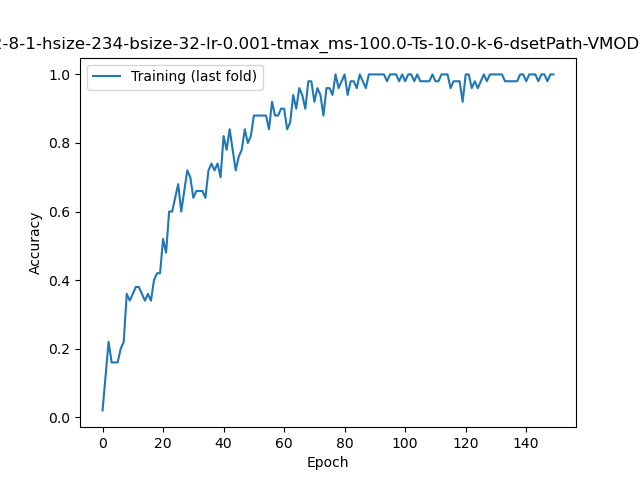 -8-1-hsize-234-bsize-32-lr-0.001-tmax_ms-100.0-Ts-10.0-k-6-dsetPath-VMOD
Training (last fold)
1.0
0.8
0.6
0.4
0.2
0.0
Accuracy
0 20 40 60 80 100 120 140
Epoch